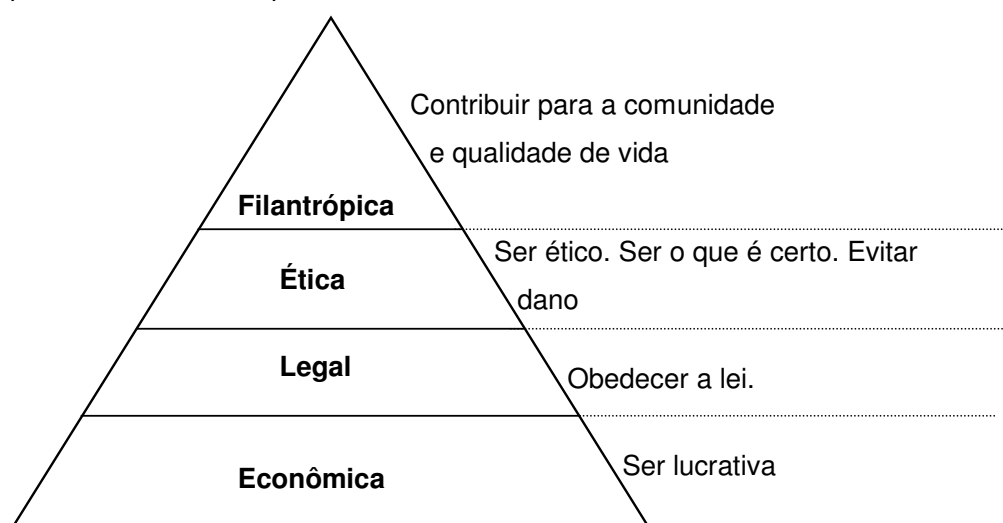 Contribuir para a comunidade
e qualidade de vida
Filantrópica
Ser ético. Ser o que é certo. Evitar
dano
Ética
Legal
Obedecer a lei.
Econômica
Ser lucrativa